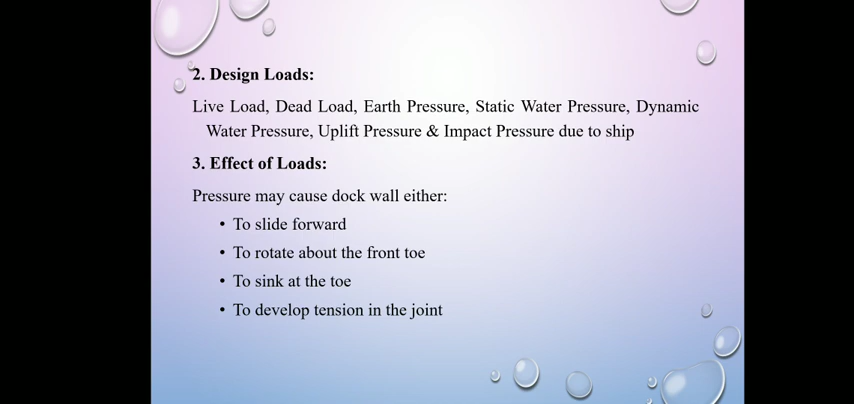 2. Design Loads:
Live Load, Dead Load, Earth Pressure, Static Water Pressure, Dynamic
Water Pressure, Uplift Pressure & Impact Pressure due to ship
3. Effect of Loads:
Pressure may cause dock wall either:
• To slide forward
• To rotate about the front toe
• To sink at the toe
• To develop tension in the joint